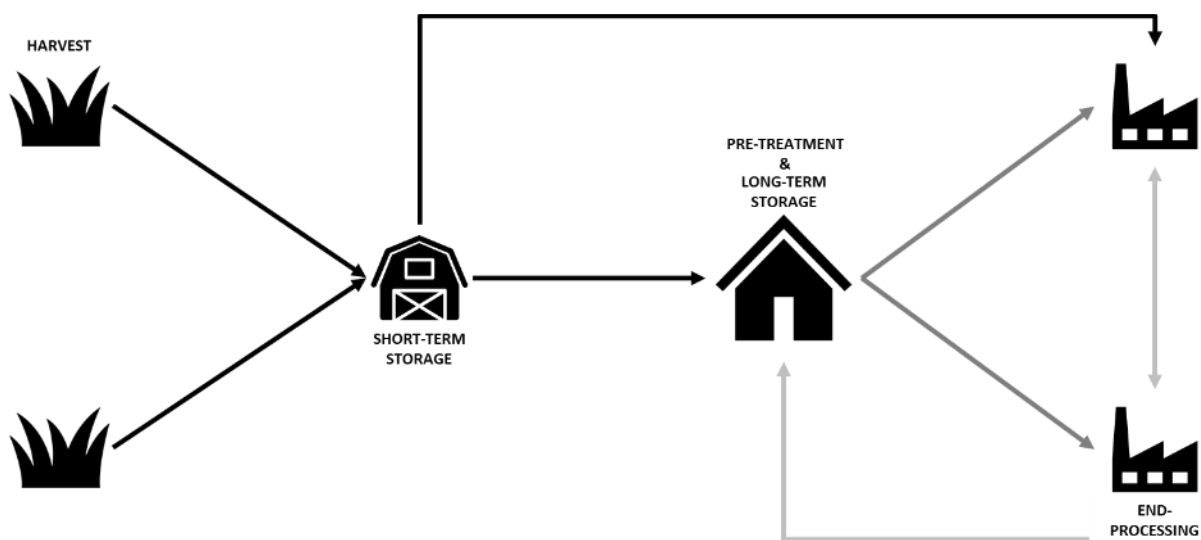 HARVEST
PRE-TREATMENT
&
LONG-TERM
STORAGE
SHORT-TERM
STORAGE
END-
PROCESSING